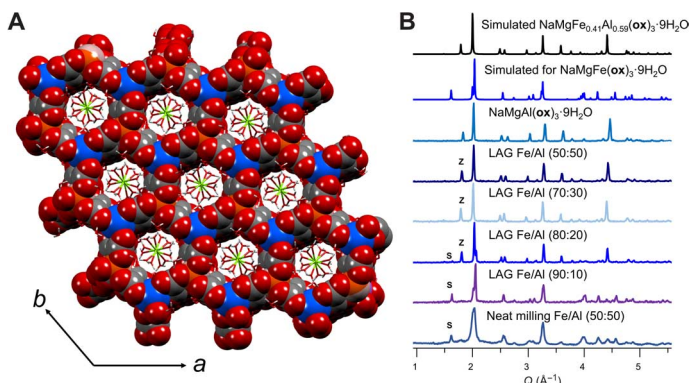 A
b
a
B
Simulated NaMgFe0.41Al0.59(ox)3·9H2O
Simulated for NaMgFe(ox)3·9H2O
NaMgAl(ox)3·9H2O
z LAG Fe/Al (50:50)
z LAG Fe/Al (70:30)
s z LAG Fe/Al (80:20)
s LAG Fe/Al (90:10)
s Neat milling Fe/Al (50:50)
1 2 3 4 5
Q (Å⁻¹)